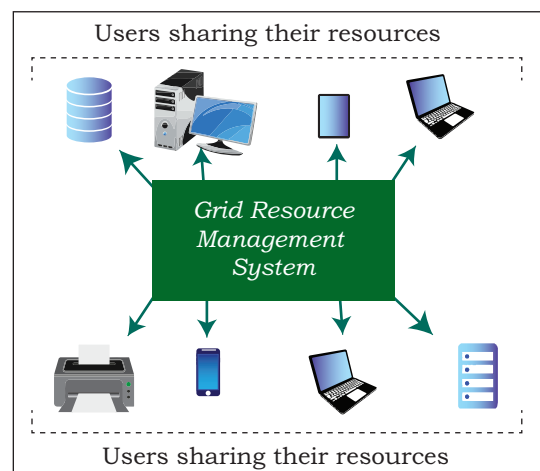 Users sharing their resources
Grid Resource
Management
System
Users sharing their resources